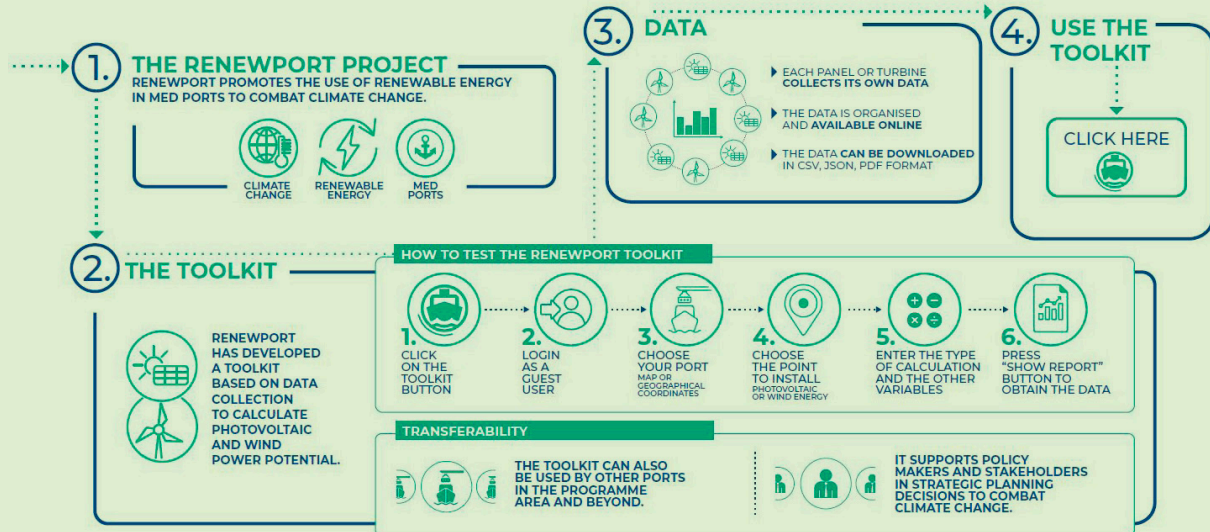 1.
THE RENEWPORT PROJECT
RENEWPORT PROMOTES THE USE OF RENEWABLE ENERGY
IN MED PORTS TO COMBAT CLIMATE CHANGE.
CLIMATE
CHANGE
RENEWABLE
ENERGY
MED
PORTS
2.
THE TOOLKIT
RENEWPORT
HAS DEVELOPED
A TOOLKIT
BASED ON DATA
COLLECTION
TO CALCULATE
PHOTOVOLTAIC
AND WIND
POWER POTENTIAL.
HOW TO TEST THE RENEWPORT TOOLKIT
1.
CLICK
ON THE
TOOLKIT
BUTTON
2.
LOGIN
AS A
GUEST
USER
3.
CHOOSE
YOUR PORT
MAP OR
GEOGRAPHICAL
COORDINATES
4.
CHOOSE
THE POINT
TO INSTALL
PHOTOVOLTAIC
OR WIND ENERGY
5.
ENTER THE TYPE
OF CALCULATION
AND THE OTHER
VARIABLES
6.
PRESS
“SHOW REPORT”
BUTTON TO
OBTAIN THE DATA
TRANSFERABILITY
THE TOOLKIT CAN ALSO
BE USED BY OTHER PORTS
IN THE PROGRAMME
AREA AND BEYOND.
IT SUPPORTS POLICY
MAKERS AND STAKEHOLDERS
IN STRATEGIC PLANNING
DECISIONS TO COMBAT
CLIMATE CHANGE.
3.
DATA
EACH PANEL OR TURBINE
COLLECTS ITS OWN DATA
THE DATA IS ORGANISED
AND AVAILABLE ONLINE
THE DATA CAN BE DOWNLOADED
IN CSV, JSON, PDF FORMAT
4.
USE THE
TOOLKIT
CLICK HERE